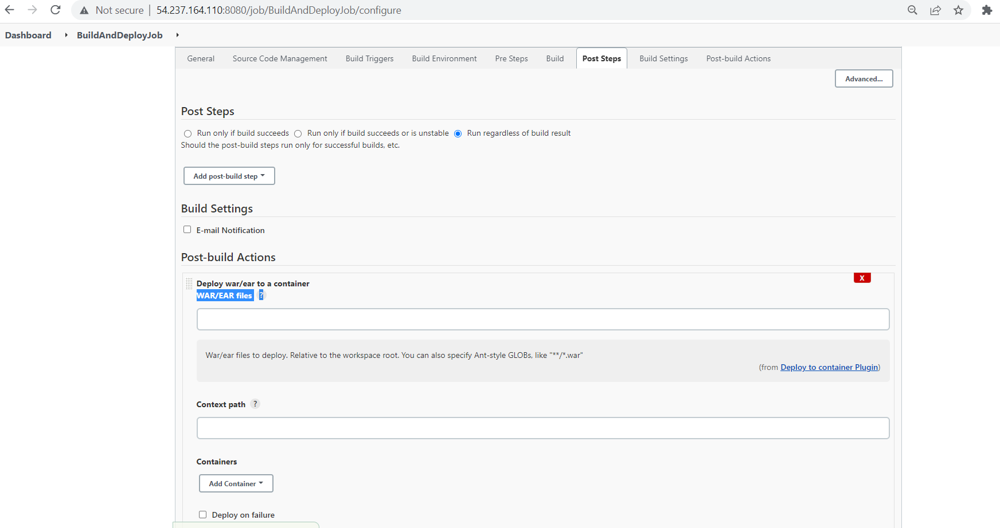 Not secure | 54.237.164.110:8080/job/BuildAndDeployJob/configure
Dashboard BuildAndDeployJob
General Source Code Management Build Triggers Build Environment Pre Steps Build Post Steps Build Settings Post-build Actions
Advanced...
Post Steps
Run only if build succeeds Run only if build succeeds or is unstable Run regardless of build result
Should the post-build steps run only for successful builds, etc.
Add post-build step
Build Settings
E-mail Notification
Post-build Actions
X
Deploy war/ear to a container
WAR/EAR files ?
War/ear files to deploy. Relative to the workspace root. You can also specify Ant-style GLOBs, like "**/*.war"
(from Deploy to container Plugin)
Context path ?
Containers
Add Container
Deploy on failure